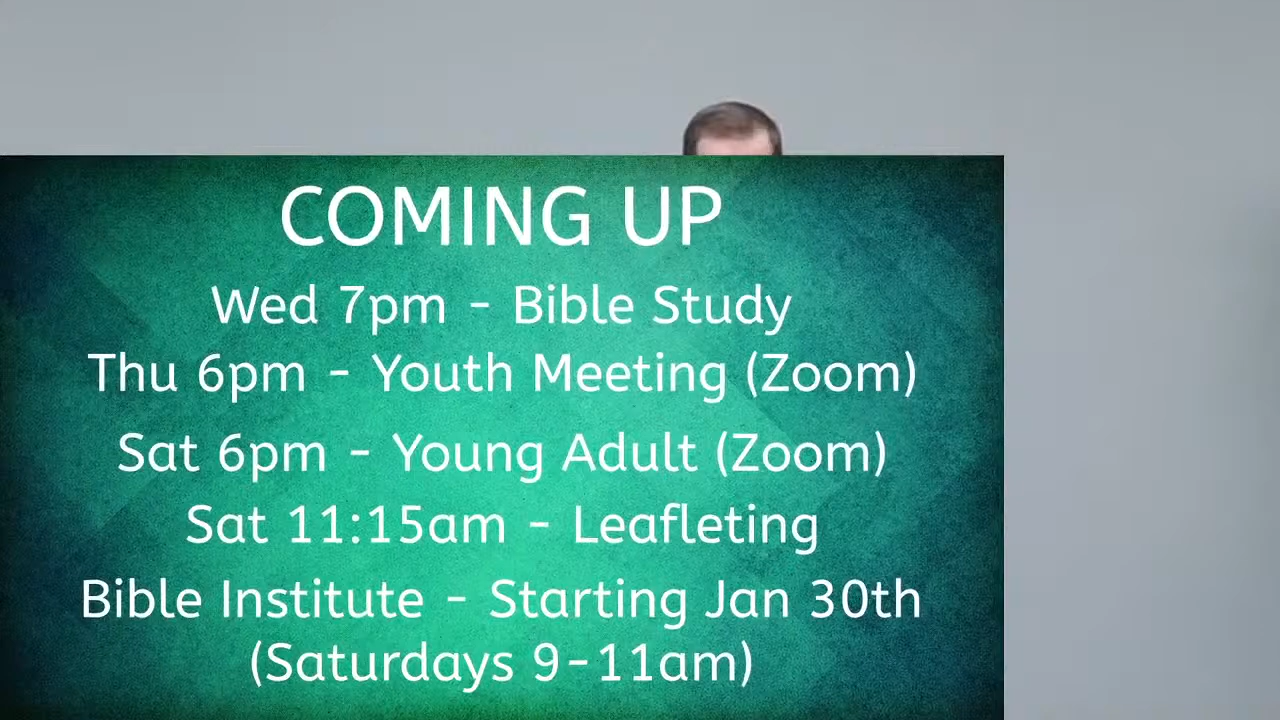 COMING UP
Wed 7pm - Bible Study
Thu 6pm - Youth Meeting (Zoom)
Sat 6pm - Young Adult (Zoom)
Sat 11:15am - Leafleting
Bible Institute - Starting Jan 30th
(Saturdays 9-11am)